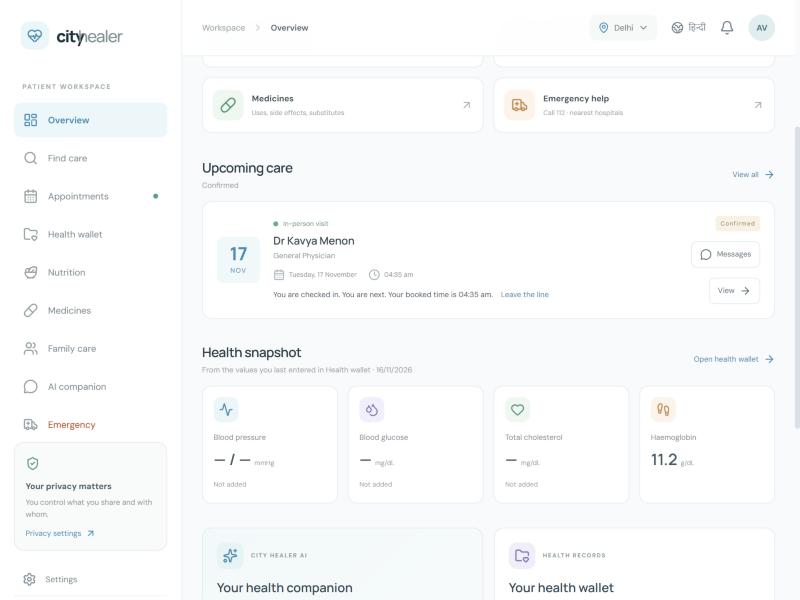 cityhealer
Workspace
Overview
Delhi
हिन्दी
AV
PATIENT WORKSPACE
Overview
Find care
Appointments
Health wallet
Nutrition
Medicines
Family care
AI companion
Emergency
Your privacy matters
You control what you share and with
whom.
Privacy settings
Settings
Medicines
Uses, side effects, substitutes
Emergency help
Call 112 · nearest hospitals
Upcoming care
Confirmed
View all
17
NOV
In-person visit
Dr Kavya Menon
General Physician
Tuesday, 17 November
04:35 am
You are checked in. You are next. Your booked time is 04:35 am.
Leave the line
Confirmed
Messages
View
Health snapshot
From the values you last entered in Health wallet · 16/11/2026
Open health wallet
Blood pressure
— / — mmHg
Not added
Blood glucose
— mg/dL
Not added
Total cholesterol
— mg/dL
Not added
Haemoglobin
11.2 g/dL
CITY HEALER AI
Your health companion
HEALTH RECORDS
Your health wallet